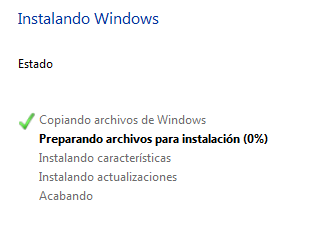 Instalando Windows
Estado
Copiando archivos de Windows
Preparando archivos para instalación (0%)
Instalando características
Instalando actualizaciones
Acabando